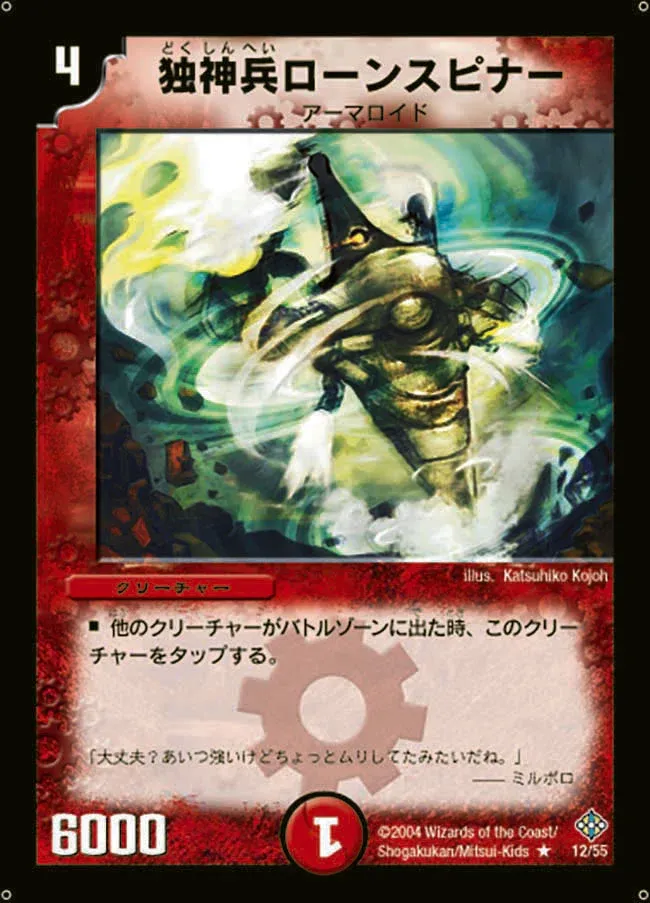 4
どく しん へい
独神兵ローンスピナー
アーマロイド
illus. Katsuhiko Kojoh
クリーチャー
■ 他のクリーチャーがバトルゾーンに出た時、このクリー
チャーをタップする。
「大丈夫？あいつ強いけどちょっとムリしてたみたいだね。」
—— ミルポロ
6000
1
©2004 Wizards of the Coast/
Shogakukan/Mitsui-Kids ★ 12/55